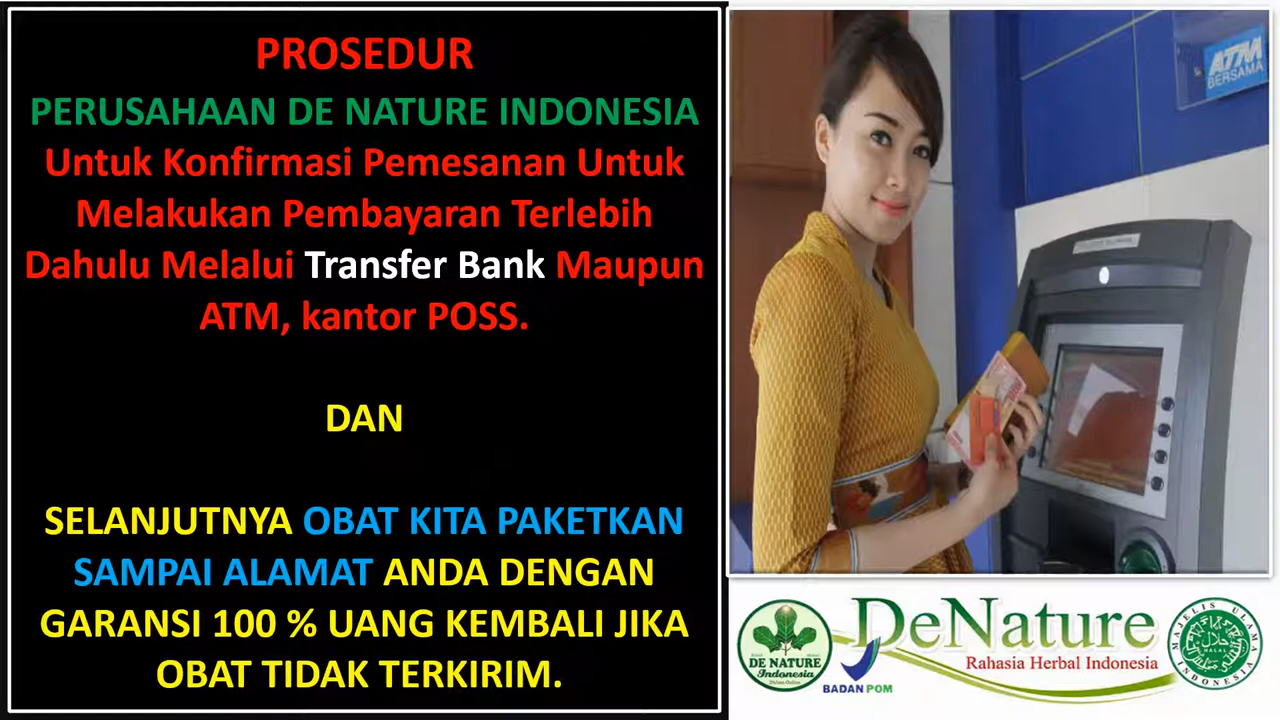 PROSEDUR
PERUSAHAAN DE NATURE INDONESIA
Untuk Konfirmasi Pemesanan Untuk
Melakukan Pembayaran Terlebih
Dahulu Melalui Transfer Bank Maupun
ATM, kantor POSS.
DAN
SELANJUTNYA OBAT KITA PAKETKAN
SAMPAI ALAMAT ANDA DENGAN
GARANSI 100 % UANG KEMBALI JIKA
OBAT TIDAK TERKIRIM.
ATM
BERSAMA
DE NATURE
Indonesia
BADAN POM
DeNature
Rahasia Herbal Indonesia
MAJELIS ULAMA
INDONESIA
حلال
HALAL